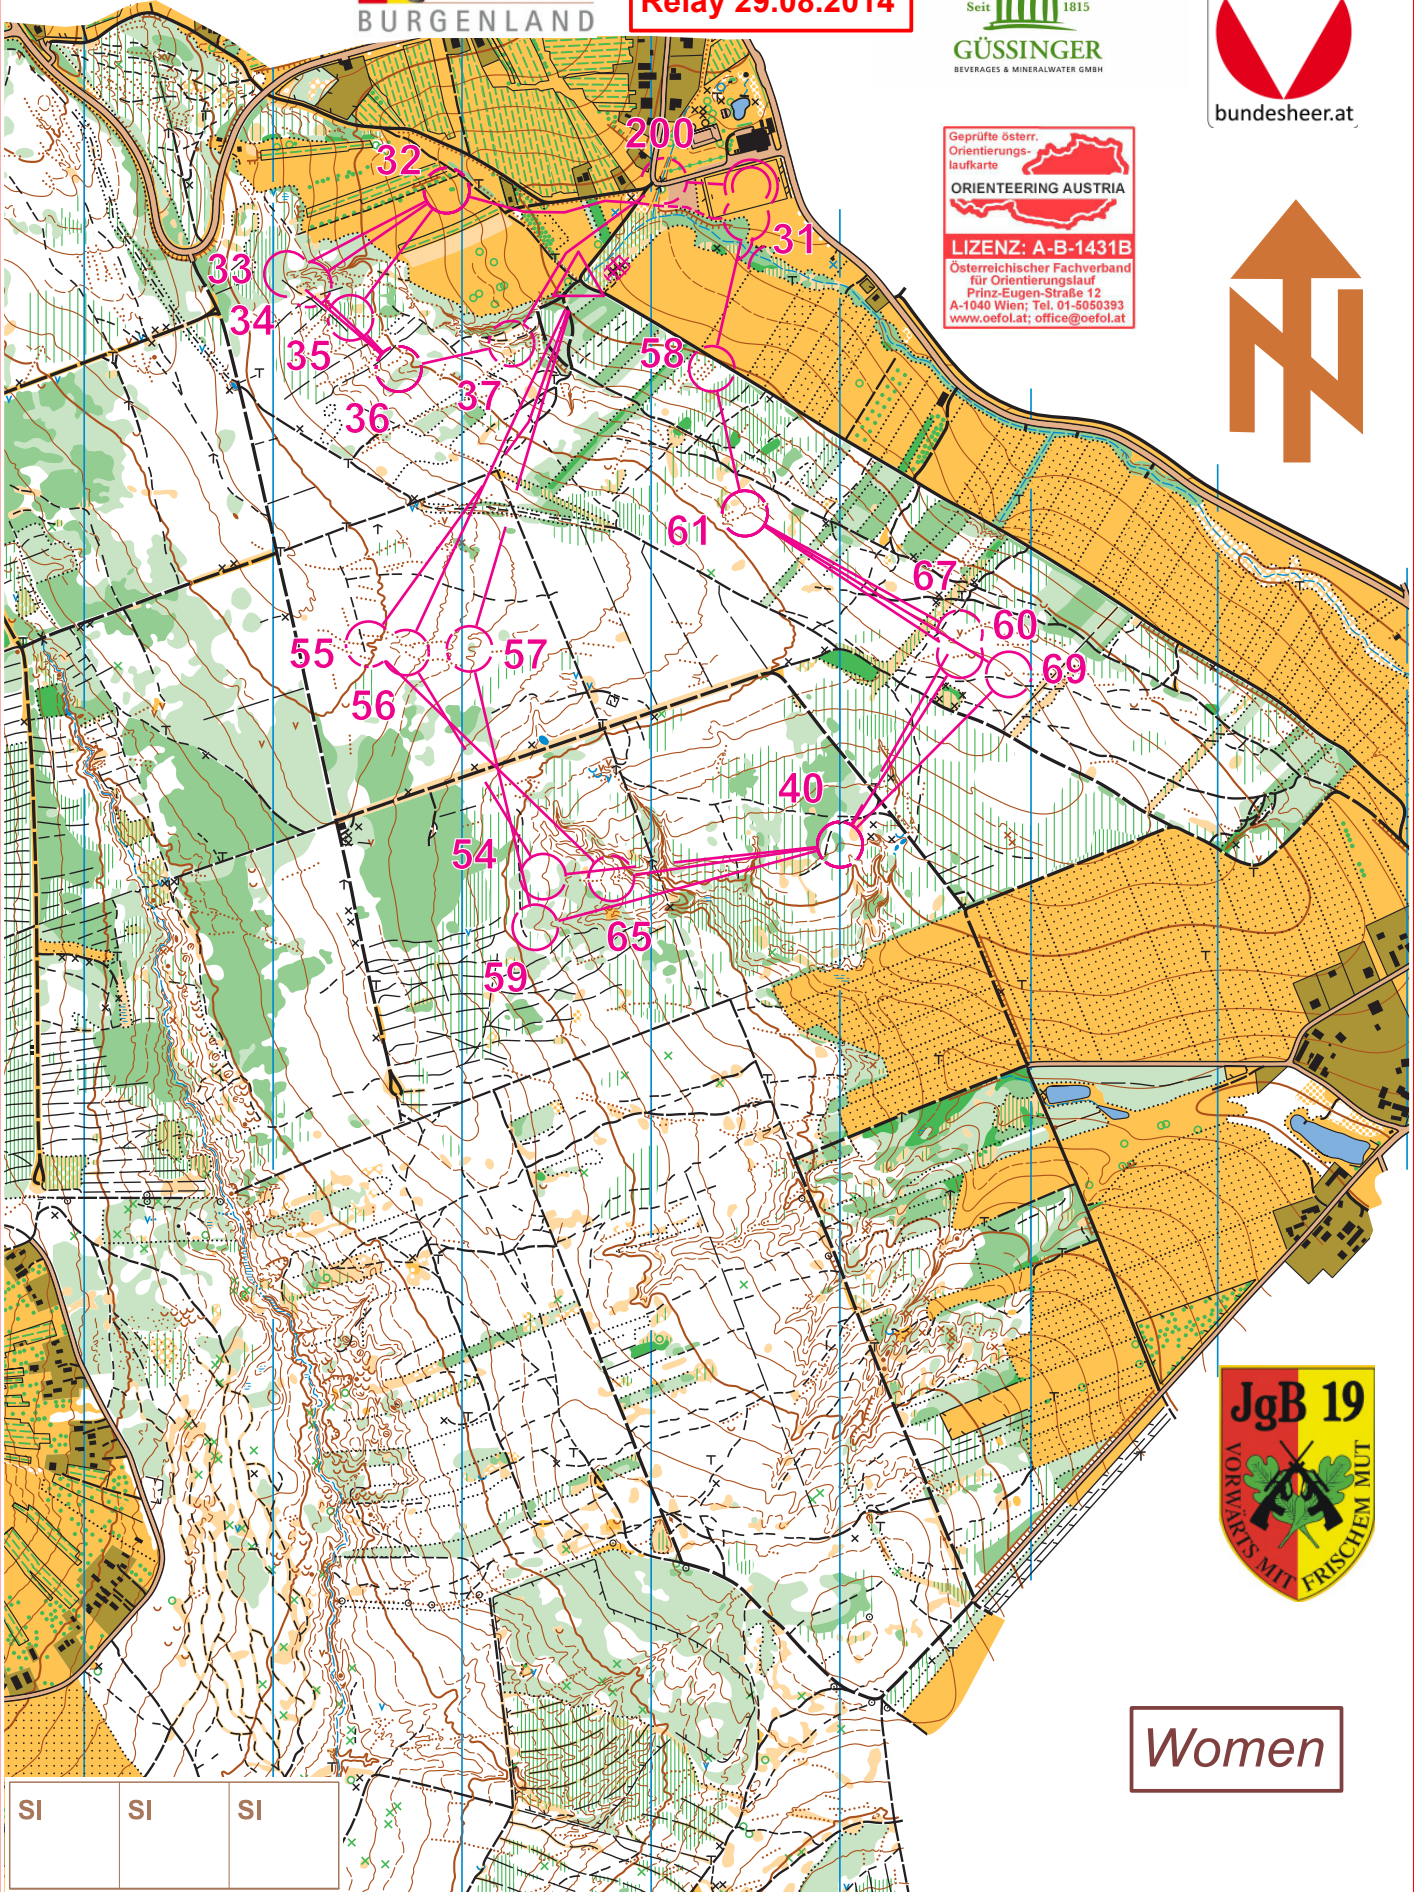 BURGENLAND
Relay 29.08.2014
Seit 1815
GÜSSINGER
BEVERAGES & MINERALWATER GMBH
bundesheer.at
Geprüfte österr.
Orientierungs-
laufkarte
ORIENTEERING AUSTRIA
LIZENZ: A-B-1431B
Österreichischer Fachverband
für Orientierungslauf
Prinz-Eugen-Straße 12
A-1040 Wien; Tel. 01-5050393
www.oefol.at; office@oefol.at
N
200
32
31
33
34
35
58
37
36
61
67
60
55
57
69
56
40
54
65
59
JgB 19
VORWÄRTS MIT FRISCHEM MUT
Women
SI SI SI